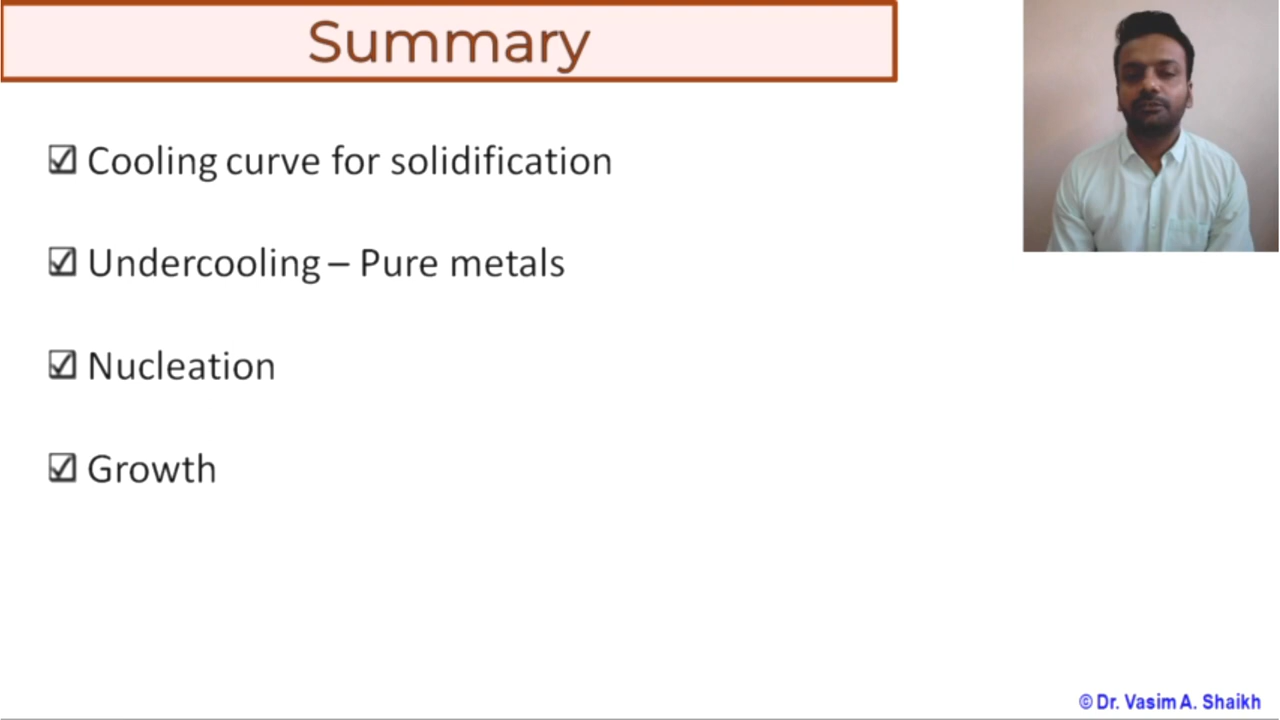 Summary
☑ Cooling curve for solidification
☑ Undercooling – Pure metals
☑ Nucleation
☑ Growth
© Dr. Vasim A. Shaikh